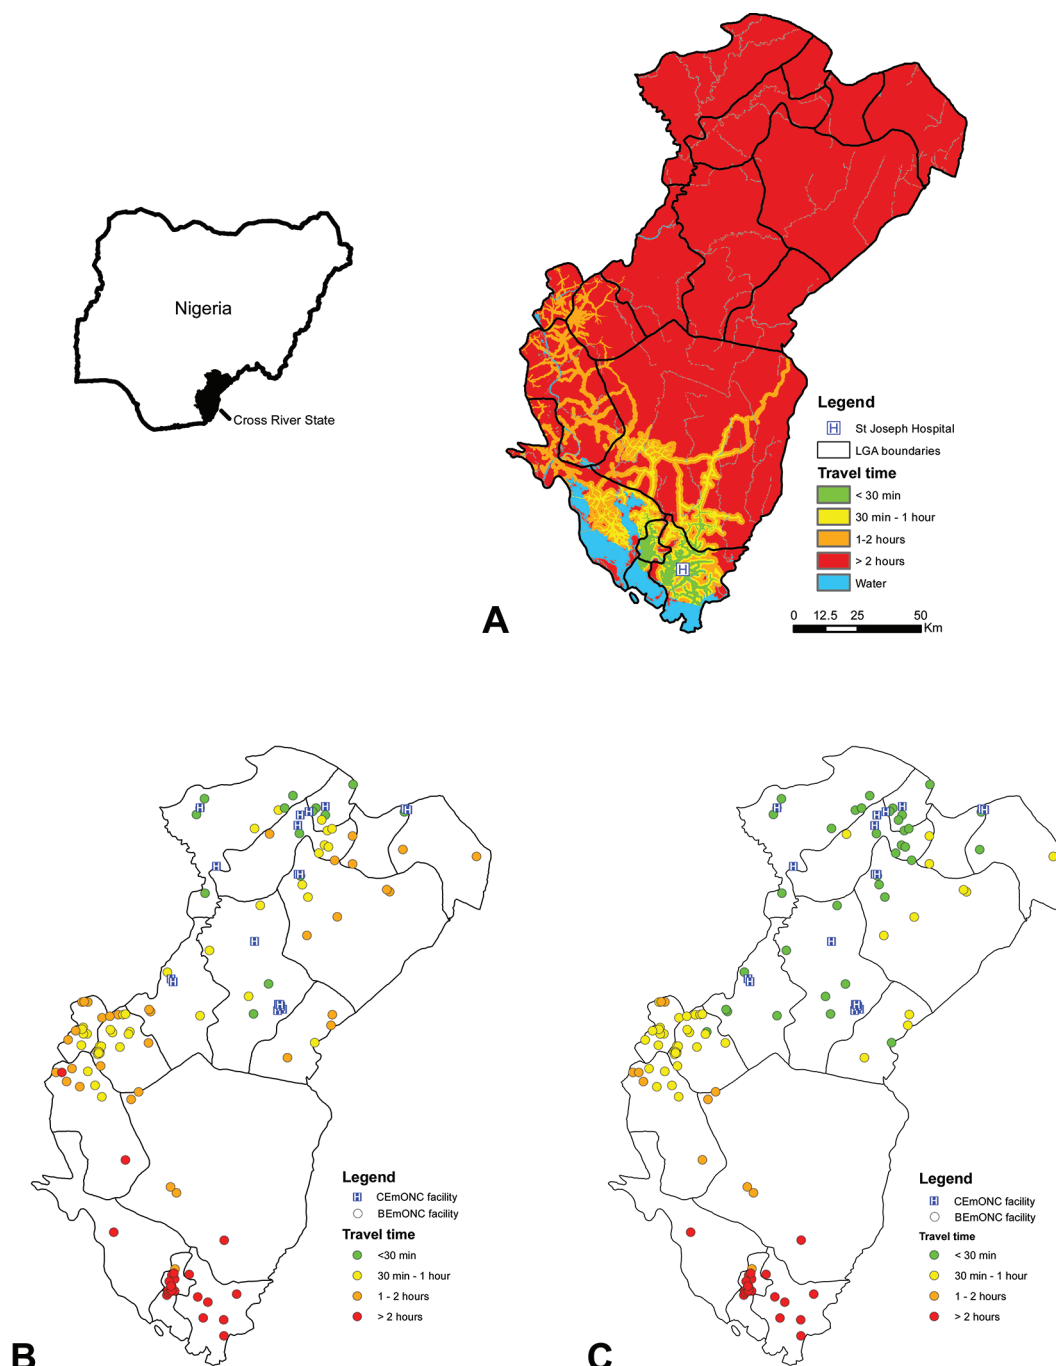 Nigeria
Cross River State
Legend
H St Joseph Hospital
LGA boundaries
Travel time
< 30 min
30 min - 1 hour
1-2 hours
> 2 hours
Water
0 12.5 25 50
Km
A
Legend
H CEmONC facility
BEmONC facility
Travel time
<30 min
30 min - 1 hour
1 - 2 hours
> 2 hours
B
Legend
H CEmONC facility
BEmONC facility
Travel time
< 30 min
30 min - 1 hour
1 - 2 hours
> 2 hours
C